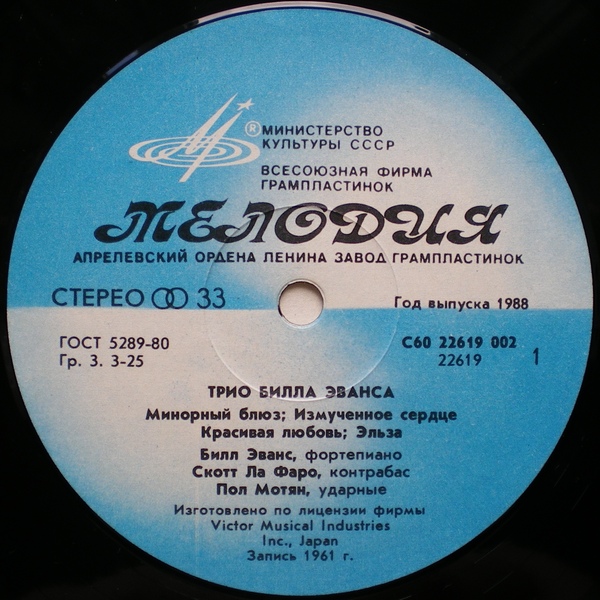 ® МИНИСТЕРСТВО
КУЛЬТУРЫ СССР
ВСЕСОЮЗНАЯ ФИРМА
ГРАМПЛАСТИНОК
МЕЛОДИЯ
АПРЕЛЕВСКИЙ ОРДЕНА ЛЕНИНА ЗАВОД ГРАМПЛАСТИНОК
СТЕРЕО 33
Год выпуска 1988
ГОСТ 5289-80
Гр. 3. 3-25
С60 22619 002
22619 1
ТРИО БИЛЛА ЭВАНСА
Минорный блюз; Измученное сердце
Красивая любовь; Эльза
Билл Эванс, фортепиано
Скотт Ла Фаро, контрабас
Пол Мотян, ударные
Изготовлено по лицензии фирмы
Victor Musical Industries
Inc., Japan
Запись 1961 г.